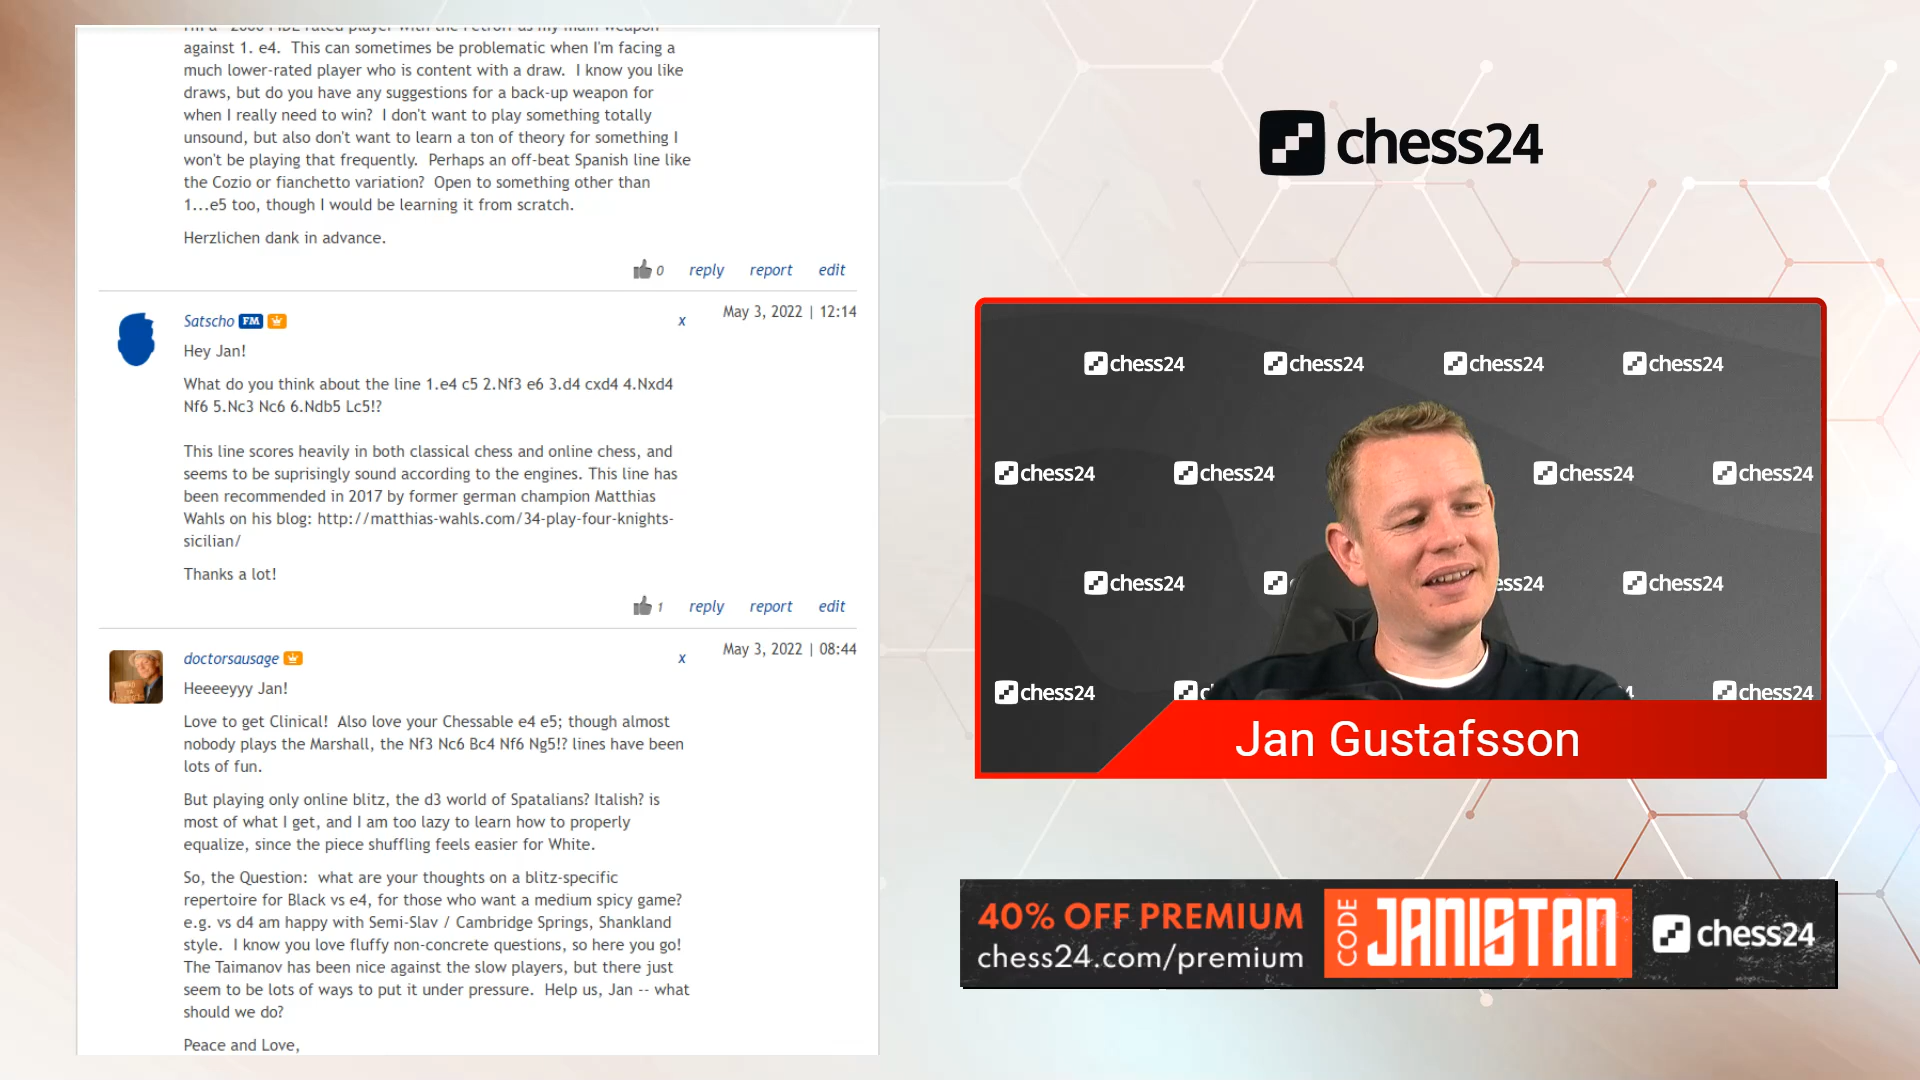 against 1. e4. This can sometimes be problematic when I'm facing a
much lower-rated player who is content with a draw. I know you like
draws, but do you have any suggestions for a back-up weapon for
when I really need to win? I don't want to play something totally
unsound, but also don't want to learn a ton of theory for something I
won't be playing that frequently. Perhaps an off-beat Spanish line like
the Cozio or fianchetto variation? Open to something other than
1...e5 too, though I would be learning it from scratch.
Herzlichen dank in advance.
0 reply report edit
Satscho FM x May 3, 2022 | 12:14
Hey Jan!
What do you think about the line 1.e4 c5 2.Nf3 e6 3.d4 cxd4 4.Nxd4
Nf6 5.Nc3 Nc6 6.Ndb5 Lc5!?
This line scores heavily in both classical chess and online chess, and
seems to be suprisingly sound according to the engines. This line has
been recommended in 2017 by former german champion Matthias
Wahls on his blog: http://matthias-wahls.com/34-play-four-knights-
sicilian/
Thanks a lot!
1 reply report edit
doctorsausage x May 3, 2022 | 08:44
Heeeeyyy Jan!
Love to get Clinical! Also love your Chessable e4 e5; though almost
nobody plays the Marshall, the Nf3 Nc6 Bc4 Nf6 Ng5!? lines have been
lots of fun.
But playing only online blitz, the d3 world of Spatalians? Italish? is
most of what I get, and I am too lazy to learn how to properly
equalize, since the piece shuffling feels easier for White.
So, the Question: what are your thoughts on a blitz-specific
repertoire for Black vs e4, for those who want a medium spicy game?
e.g. vs d4 am happy with Semi-Slav / Cambridge Springs, Shankland
style. I know you love fluffy non-concrete questions, so here you go!
The Taimanov has been nice against the slow players, but there just
seem to be lots of ways to put it under pressure. Help us, Jan -- what
should we do?
Peace and Love,
chess24
chess24 chess24 chess24 chess24
chess24 chess24 chess24 chess24
chess24 ess24 chess24
chess24 chess24
Jan Gustafsson
40% OFF PREMIUM
chess24.com/premium
CODE JANISTAN
chess24